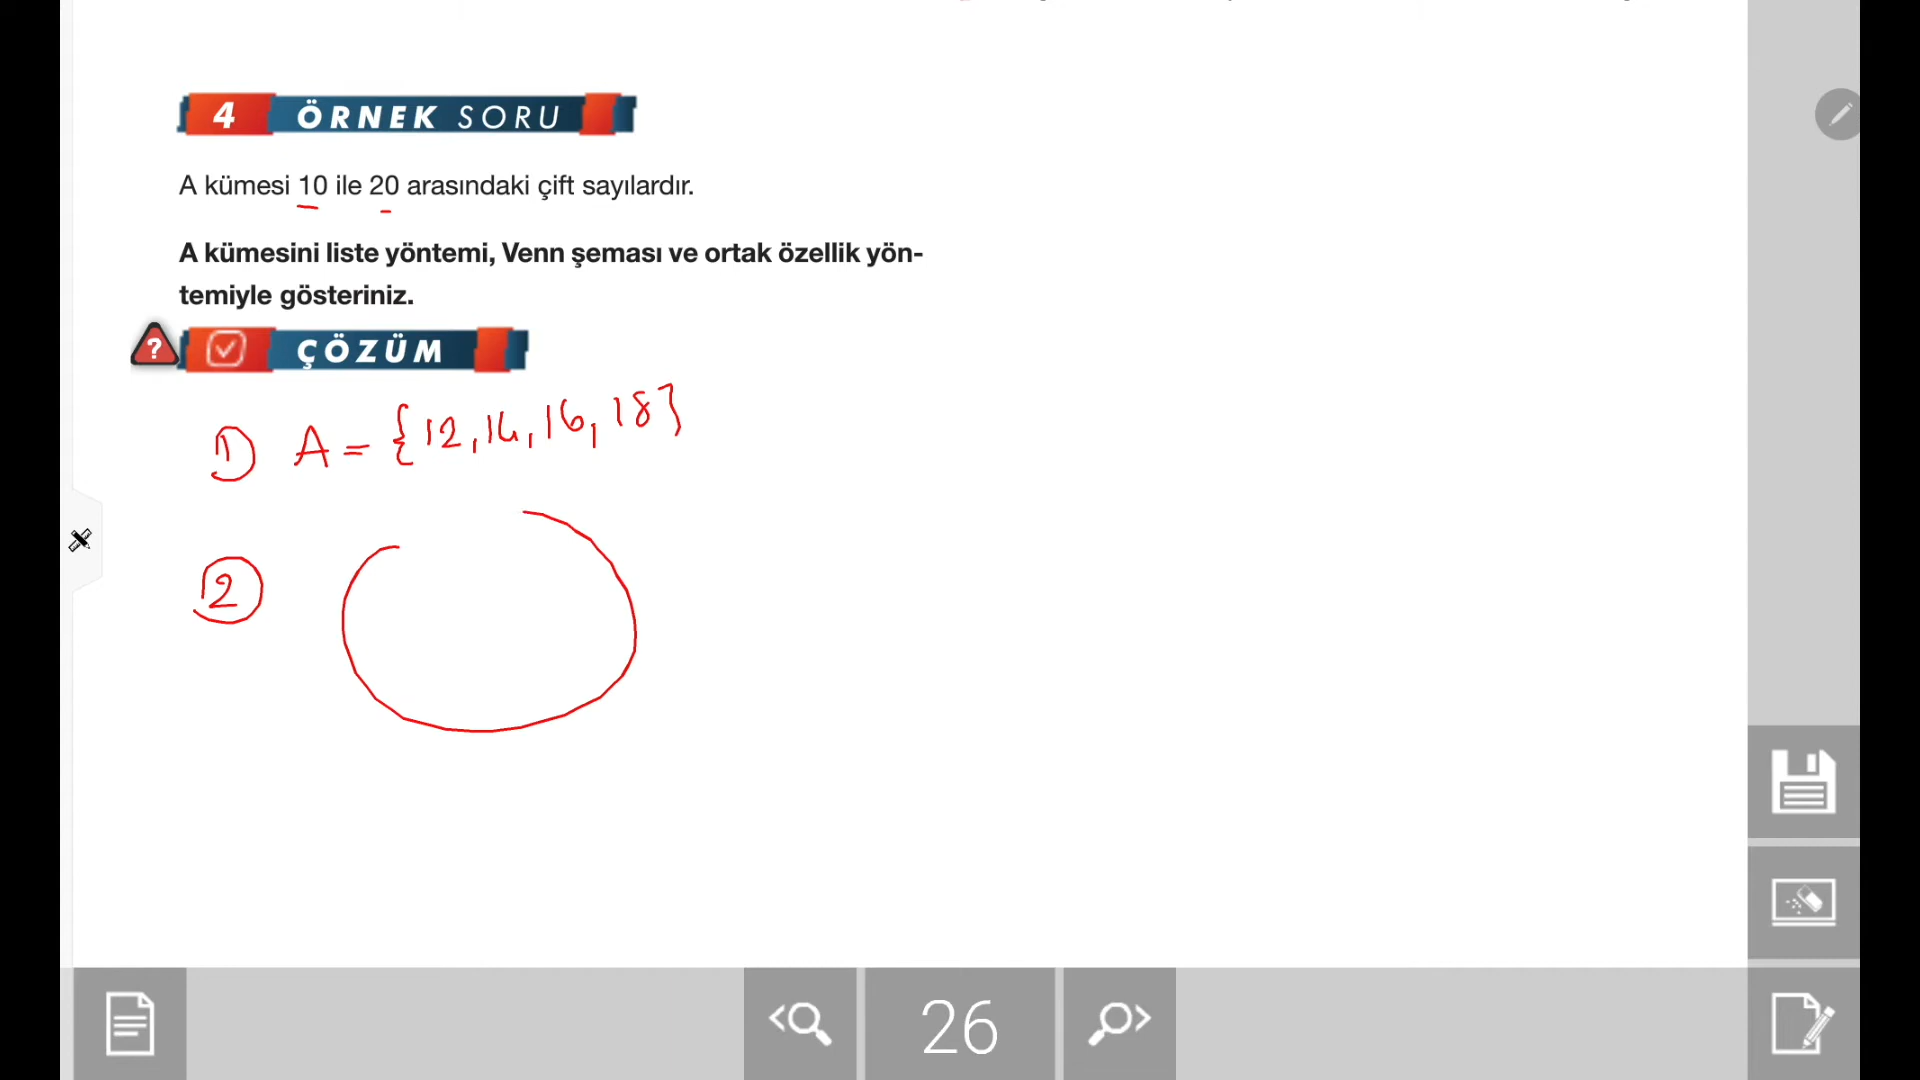 4 ÖRNEK SORU
A kümesi 10 ile 20 arasındaki çift sayılardır.
A kümesini liste yöntemi, Venn şeması ve ortak özellik yön-
temiyle gösteriniz.
? ÇÖZÜM
1) A = {12, 14, 16, 18}
2
26